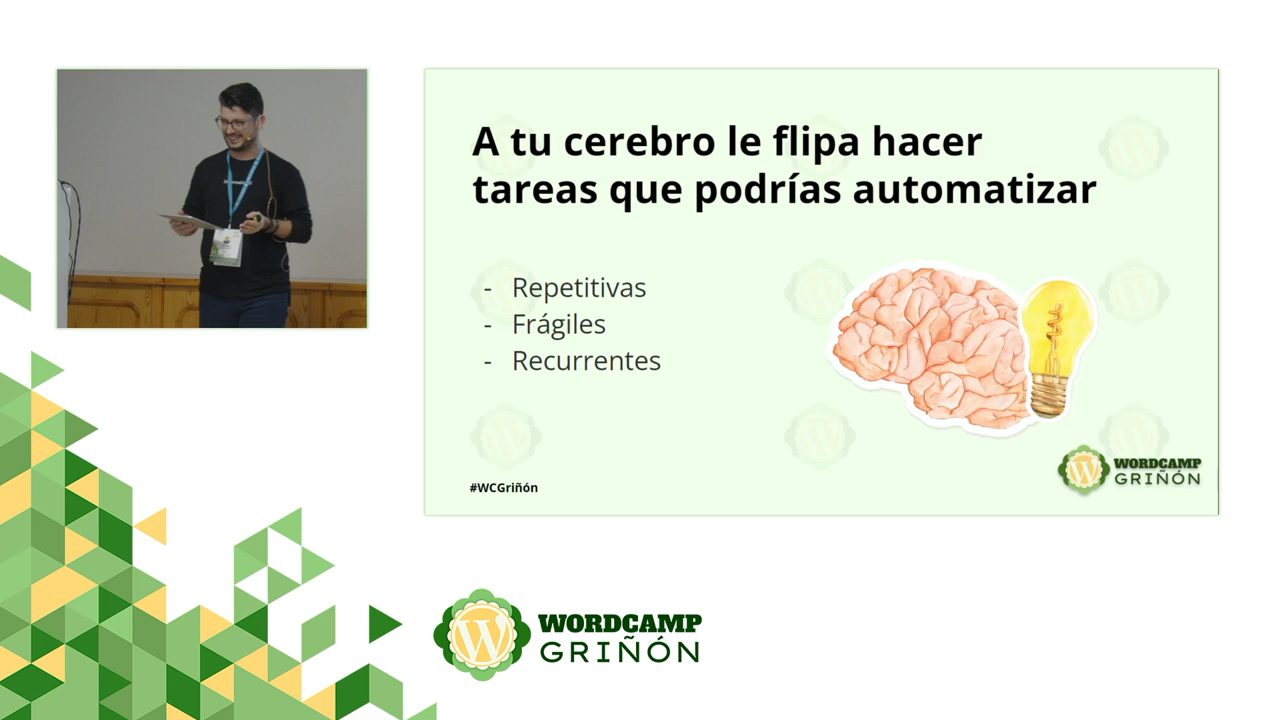 A tu cerebro le flipa hacer
tareas que podrías automatizar
- Repetitivas
- Frágiles
- Recurrentes
#WCGriñón
WORDCAMP
GRIÑÓN
WORDCAMP
GRIÑÓN